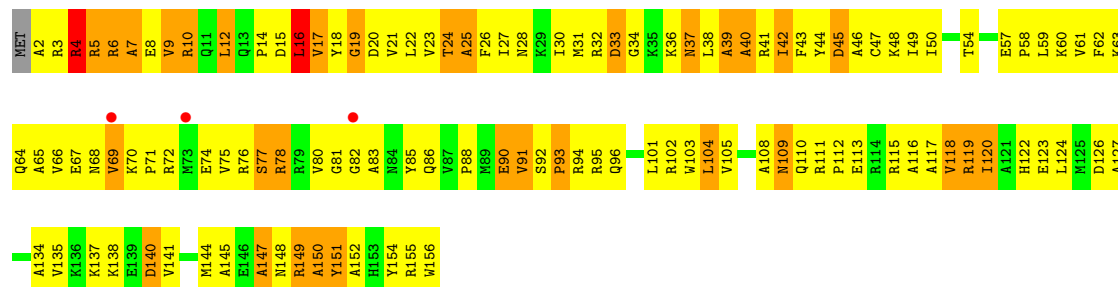 MET A2 R3 R4 R5 R6 A7 E8 V9 R10 Q11 L12 Q13 P14 D15 L16 V17 Y18 G19 D20 V21 L22 V23 T24 A25 F26 I27 N28 K29 I30 M31 R32 D33 G34 K35 K36 N37 L38 A39 A40 R41 I42 F43 Y44 D45 A46 C47 K48 I49 I50 T54 E57 P58 L59 K60 V61 F62 K63
Q64 A65 V66 E67 N68 V69 K70 P71 R72 M73 E74 V75 R76 S77 R78 R79 V80 G81 G82 A83 N84 Y85 Q86 V87 P88 M89 E90 V91 S92 P93 R94 R95 Q96 L101 R102 W103 L104 V105 A108 N109 Q110 R111 P112 E113 R114 R115 A116 A117 V118 R119 I120 A121 H122 E123 L124 M125 D126 A127
A134 V135 K136 K137 K138 E139 D140 V141 M144 A145 E146 A147 N148 R149 A150 Y151 A152 H153 Y154 R155 W156